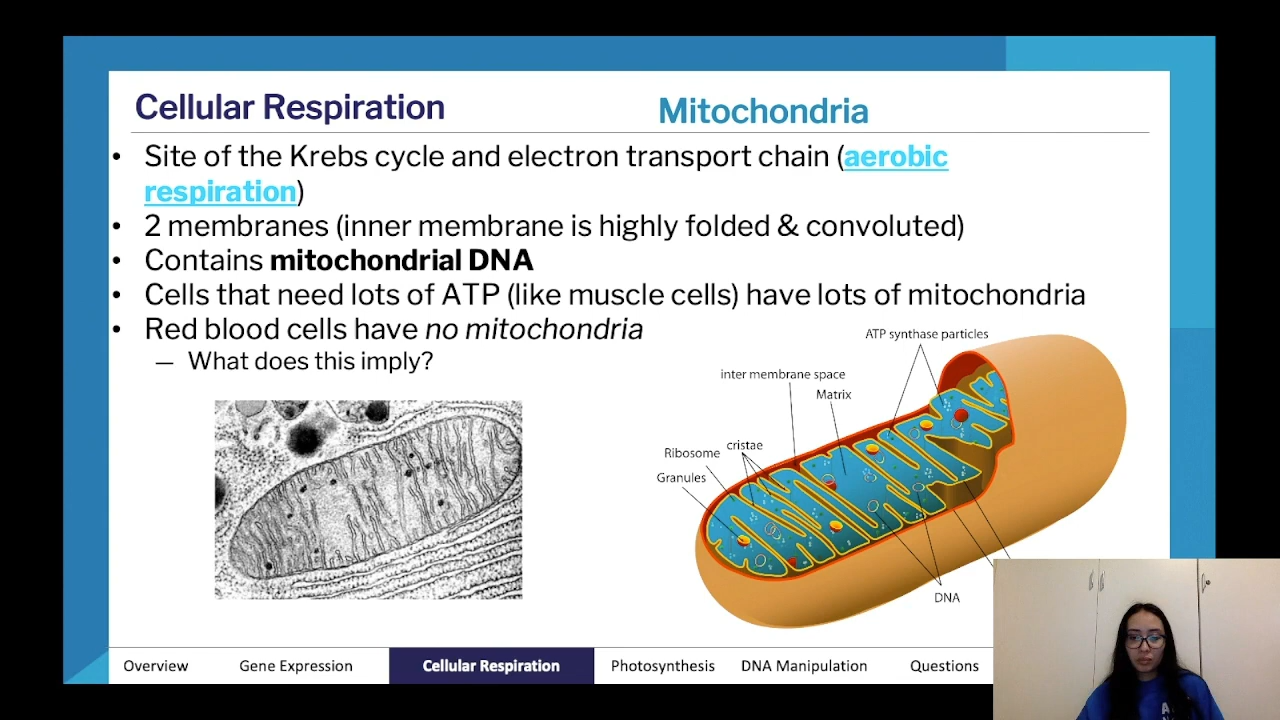 Cellular Respiration
Mitochondria
• Site of the Krebs cycle and electron transport chain (aerobic
respiration)
• 2 membranes (inner membrane is highly folded & convoluted)
• Contains mitochondrial DNA
• Cells that need lots of ATP (like muscle cells) have lots of mitochondria
• Red blood cells have no mitochondria
— What does this imply?
ATP synthase particles
inter membrane space
Matrix
cristae
Ribosome
Granules
DNA
Overview
Gene Expression
Cellular Respiration
Photosynthesis
DNA Manipulation
Questions